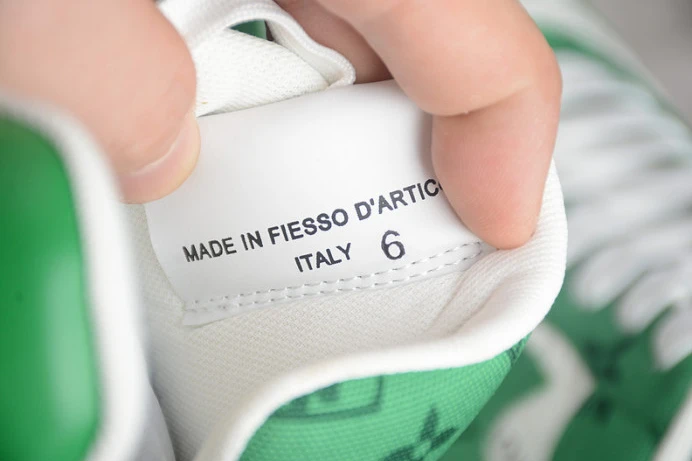 MADE IN FIESSO D'ARTIC
ITALY 6